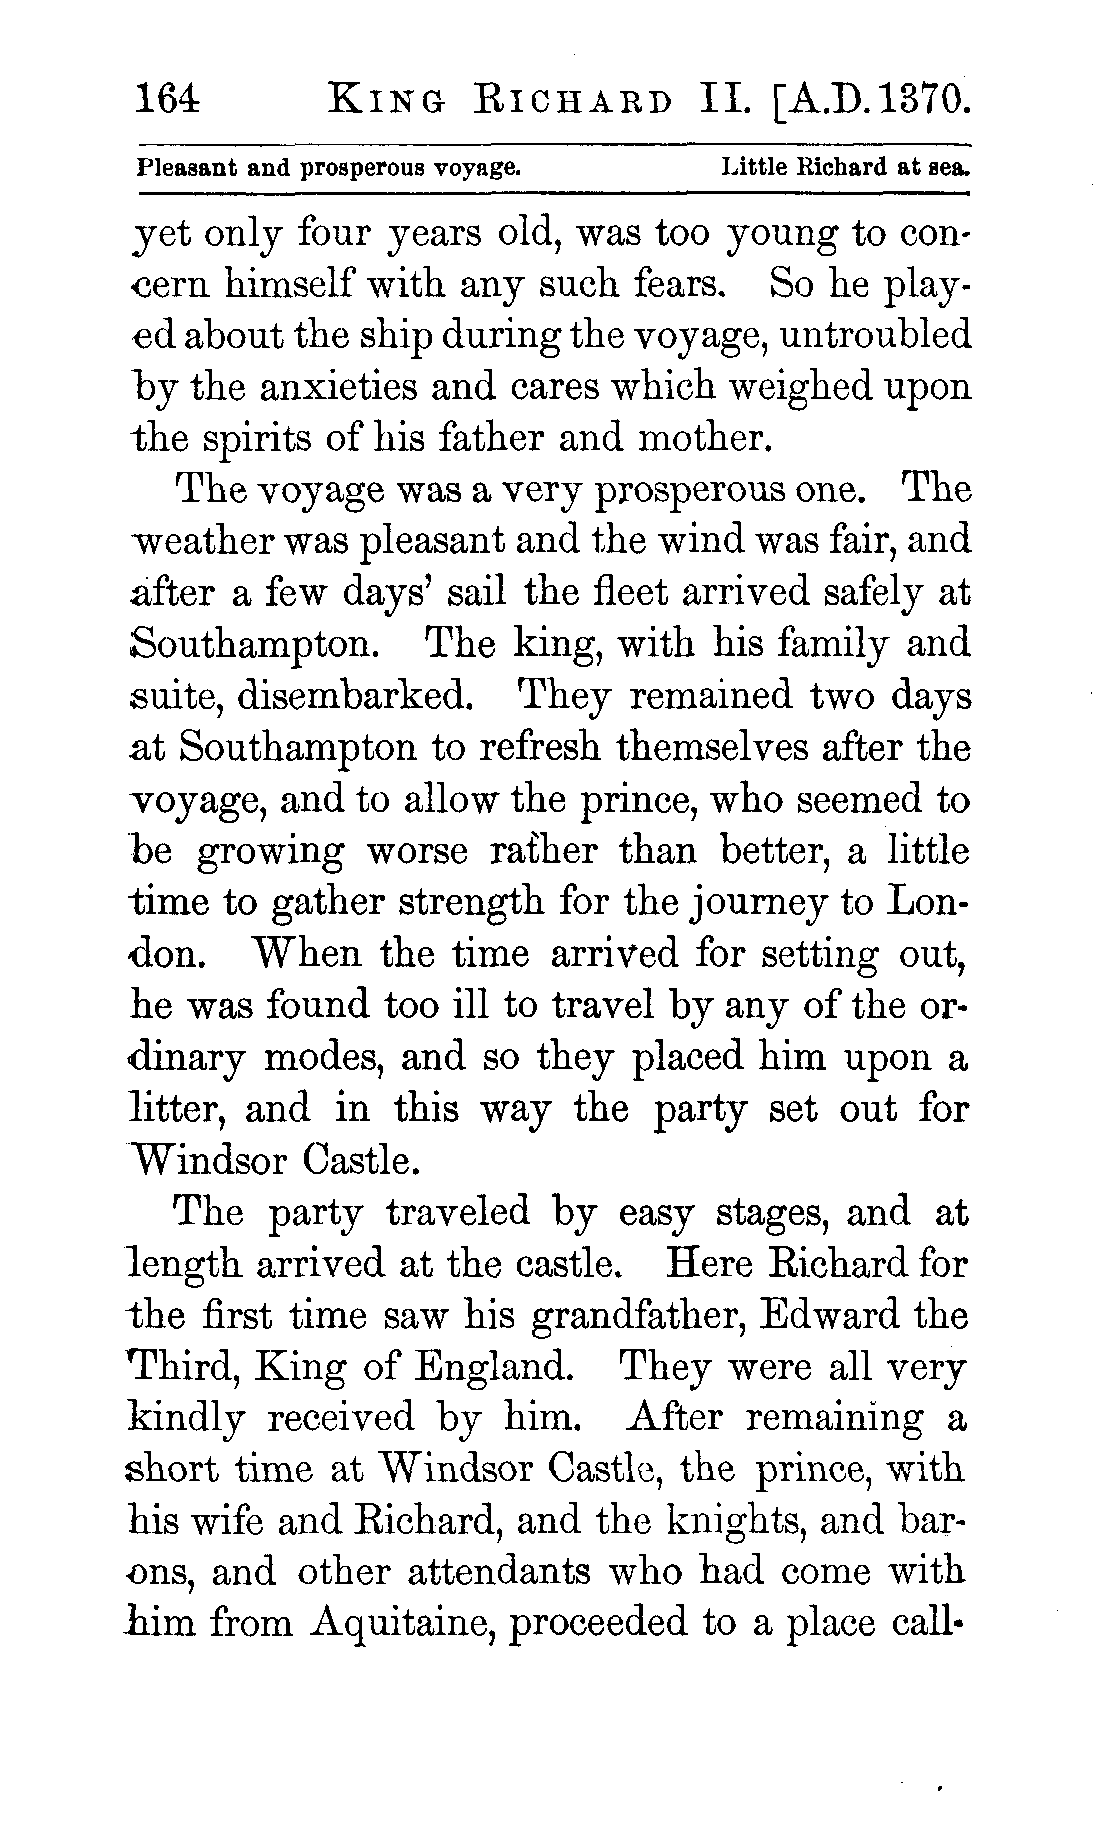 164 KING RICHARD II. [A.D. 1370.
Pleasant and prosperous voyage. Little Richard at sea.
yet only four years old, was too young to con-
cern himself with any such fears. So he play-
ed about the ship during the voyage, untroubled
by the anxieties and cares which weighed upon
the spirits of his father and mother.
The voyage was a very prosperous one. The
weather was pleasant and the wind was fair, and
after a few days' sail the fleet arrived safely at
Southampton. The king, with his family and
suite, disembarked. They remained two days
at Southampton to refresh themselves after the
voyage, and to allow the prince, who seemed to
be growing worse rather than better, a little
time to gather strength for the journey to Lon-
don. When the time arrived for setting out,
he was found too ill to travel by any of the or-
dinary modes, and so they placed him upon a
litter, and in this way the party set out for
Windsor Castle.
The party traveled by easy stages, and at
length arrived at the castle. Here Richard for
the first time saw his grandfather, Edward the
Third, King of England. They were all very
kindly received by him. After remaining a
short time at Windsor Castle, the prince, with
his wife and Richard, and the knights, and bar-
ons, and other attendants who had come with
him from Aquitaine, proceeded to a place call-